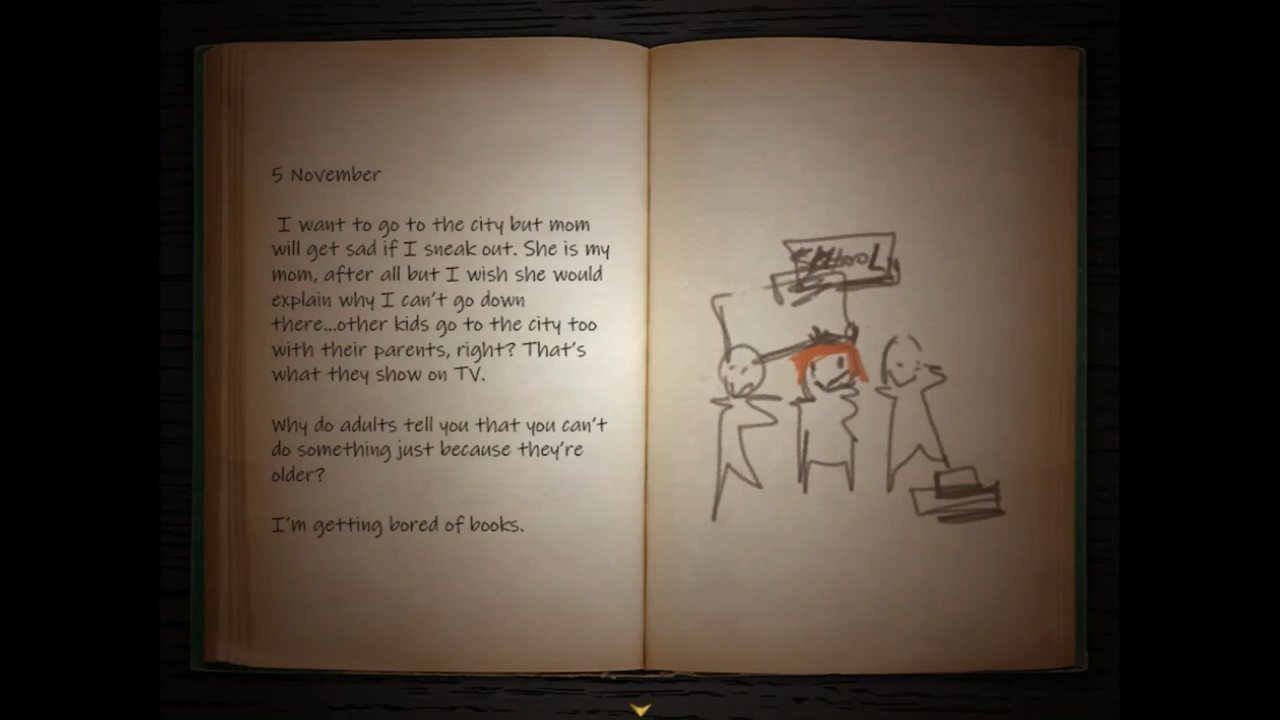 5 November
I want to go to the city but mom
will get sad if I sneak out. She is my
mom, after all but I wish she would
explain why I can't go down
there...other kids go to the city too
with their parents, right? That's
what they show on TV.
Why do adults tell you that you can't
do something just because they're
older?
I'm getting bored of books.
SCHOOL